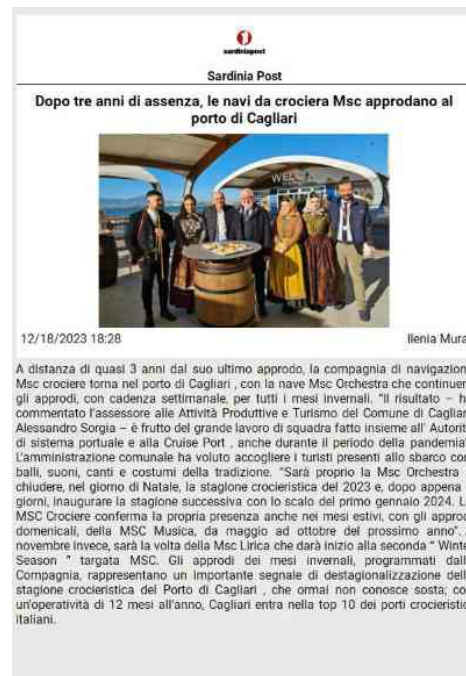 sardiniapost
Sardinia Post
Dopo tre anni di assenza, le navi da crociera Msc approdano al
porto di Cagliari
WEL
12/18/2023 18:28
Ilenia Mura
A distanza di quasi 3 anni dal suo ultimo approdo, la compagnia di navigazion
Msc crociere torna nel porto di Cagliari , con la nave Msc Orchestra che continuer
gli approdi, con cadenza settimanale, per tutti i mesi invernali. "Il risultato – h
commentato l'assessore alle Attività Produttive e Turismo del Comune di Cagliar
Alessandro Sorgia – è frutto del grande lavoro di squadra fatto insieme all' Autorit
di sistema portuale e alla Cruise Port , anche durante il periodo della pandemia"
L'amministrazione comunale ha voluto accogliere i turisti presenti allo sbarco con
balli, suoni, canti e costumi della tradizione. "Sarà proprio la Msc Orchestra
chiudere, nel giorno di Natale, la stagione crocieristica del 2023 e, dopo appena
giorni, inaugurare la stagione successiva con lo scalo del primo gennaio 2024. L
MSC Crociere conferma la propria presenza anche nei mesi estivi, con gli approd
domenicali, della MSC Musica, da maggio ad ottobre del prossimo anno".
novembre invece, sarà la volta della Msc Lirica che darà inizio alla seconda " Winte
Season " targata MSC. Gli approdi dei mesi invernali, programmati dall
Compagnia, rappresentano un importante segnale di destagionalizzazione dell
stagione crocieristica del Porto di Cagliari , che ormai non conosce sosta; co
un'operatività di 12 mesi all'anno, Cagliari entra nella top 10 dei porti crocieristic
italiani.